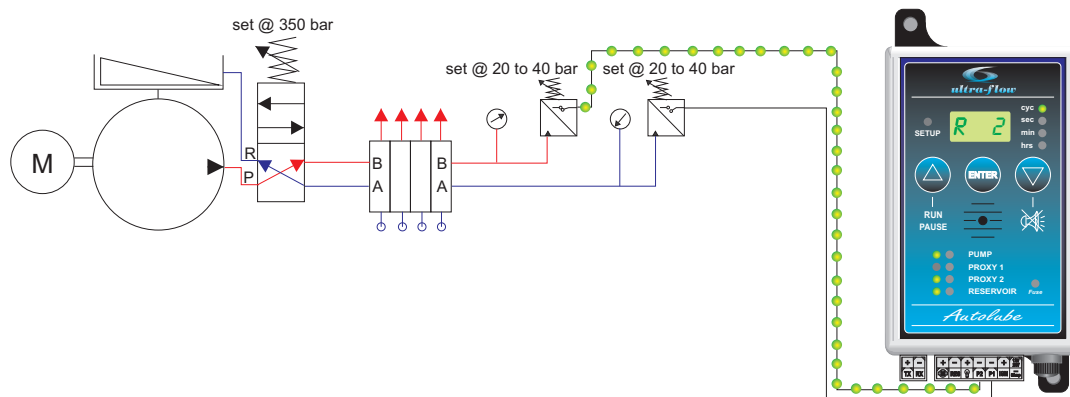 set @ 350 bar
set @ 20 to 40 bar
set @ 20 to 40 bar
M
R
P
B
A
B
A
ultra-flow
SETUP
R 2
cyc
sec
min
hrs
ENTER
RUN
PAUSE
PUMP
PROXY 1
PROXY 2
RESERVOIR
Fuse
Autolube
+ - + - + - - +
TX RX P2 P1